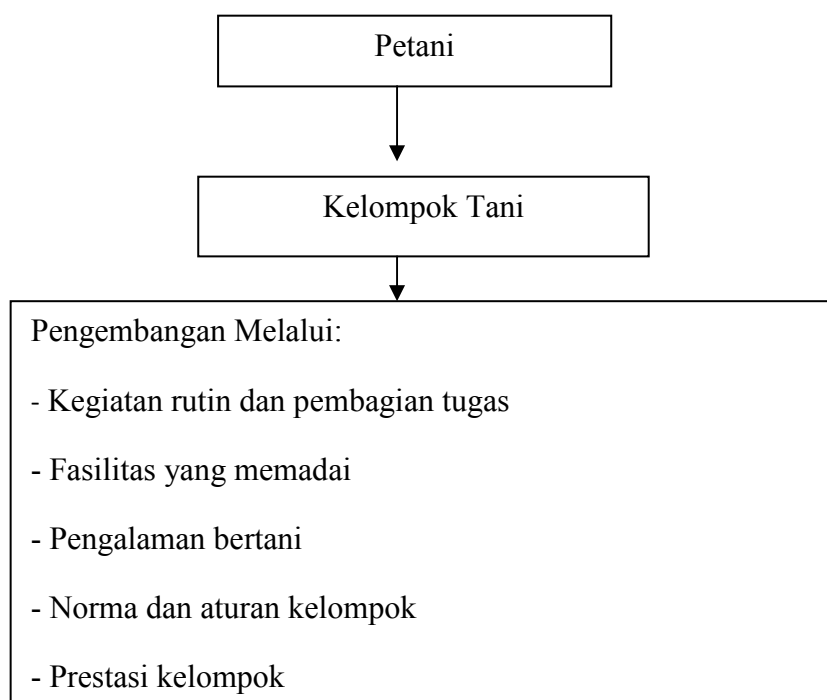 Petani
Kelompok Tani
Pengembangan Melalui:
- Kegiatan rutin dan pembagian tugas
- Fasilitas yang memadai
- Pengalaman bertani
- Norma dan aturan kelompok
- Prestasi kelompok